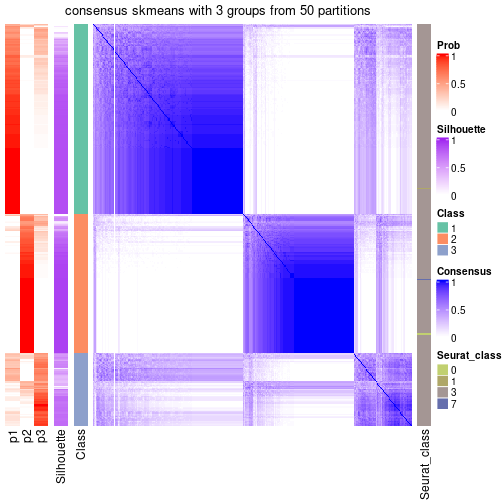 consensus skmeans with 3 groups from 50 partitions
p1
p2
p3
Silhouette
Class
Seurat_class
Prob
1
0.5
0
Silhouette
1
0.5
0
Class
1
2
3
Consensus
1
0.5
0
Seurat_class
0
1
3
7